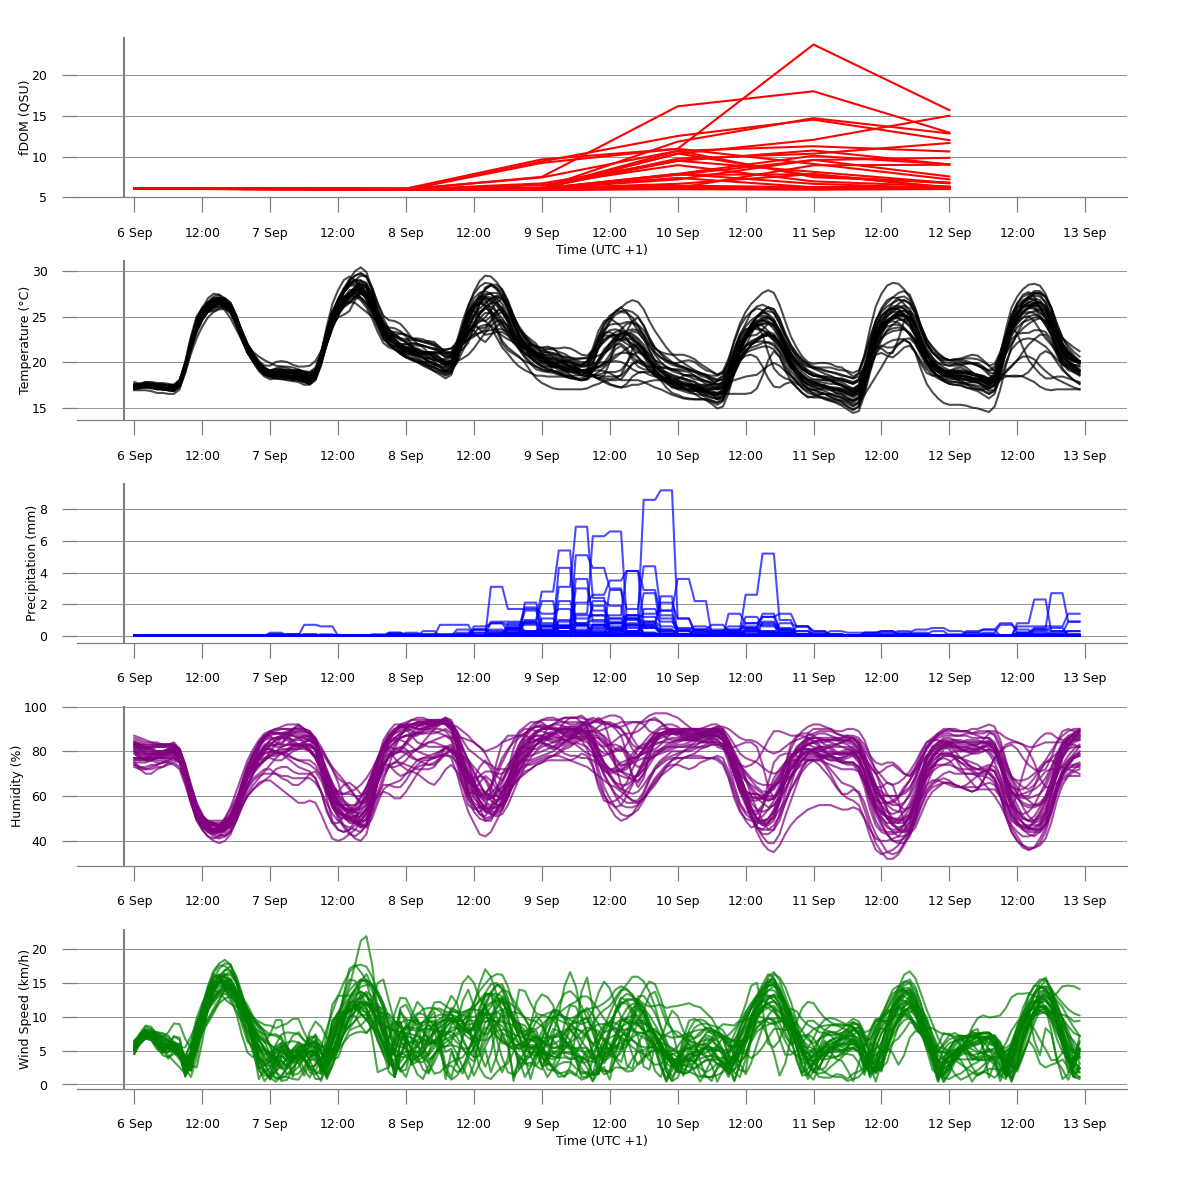 fDOM (QSU)
20
15
10
5
6 Sep 12:00 7 Sep 12:00 8 Sep 12:00 9 Sep 12:00 10 Sep 12:00 11 Sep 12:00 12 Sep 12:00 13 Sep
Time (UTC +1)
Temperature (°C)
30
25
20
15
6 Sep 12:00 7 Sep 12:00 8 Sep 12:00 9 Sep 12:00 10 Sep 12:00 11 Sep 12:00 12 Sep 12:00 13 Sep
Precipitation (mm)
8
6
4
2
0
6 Sep 12:00 7 Sep 12:00 8 Sep 12:00 9 Sep 12:00 10 Sep 12:00 11 Sep 12:00 12 Sep 12:00 13 Sep
Humidity (%)
100
80
60
40
6 Sep 12:00 7 Sep 12:00 8 Sep 12:00 9 Sep 12:00 10 Sep 12:00 11 Sep 12:00 12 Sep 12:00 13 Sep
Wind Speed (km/h)
20
15
10
5
0
6 Sep 12:00 7 Sep 12:00 8 Sep 12:00 9 Sep 12:00 10 Sep 12:00 11 Sep 12:00 12 Sep 12:00 13 Sep
Time (UTC +1)